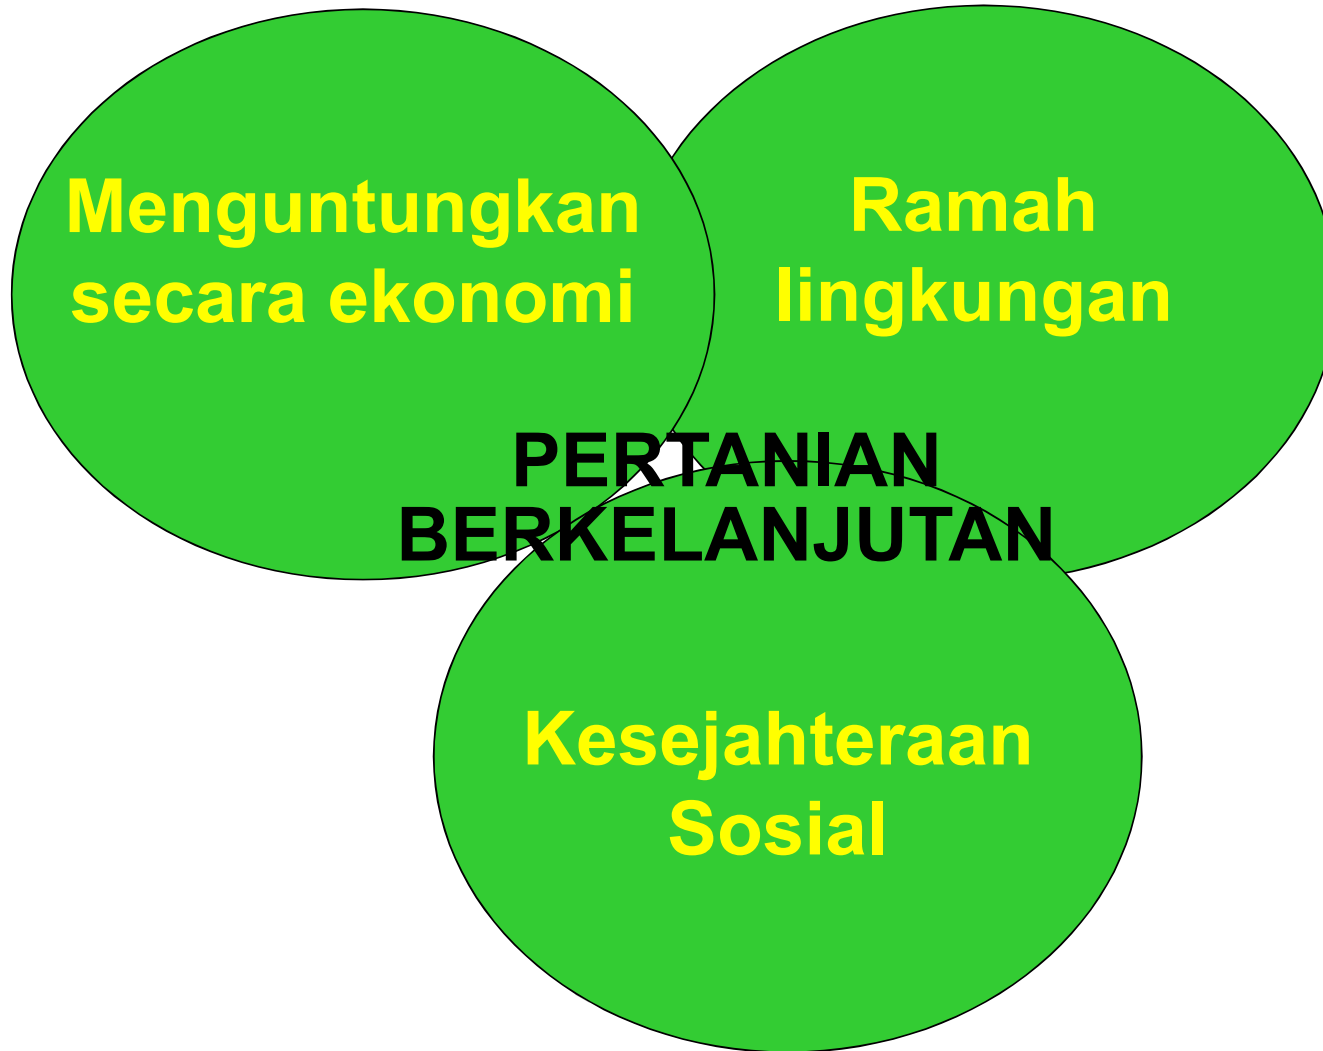 Menguntungkan
secara ekonomi
Ramah
lingkungan
PERTANIAN
BERKELANJUTAN
Kesejahteraan
Sosial